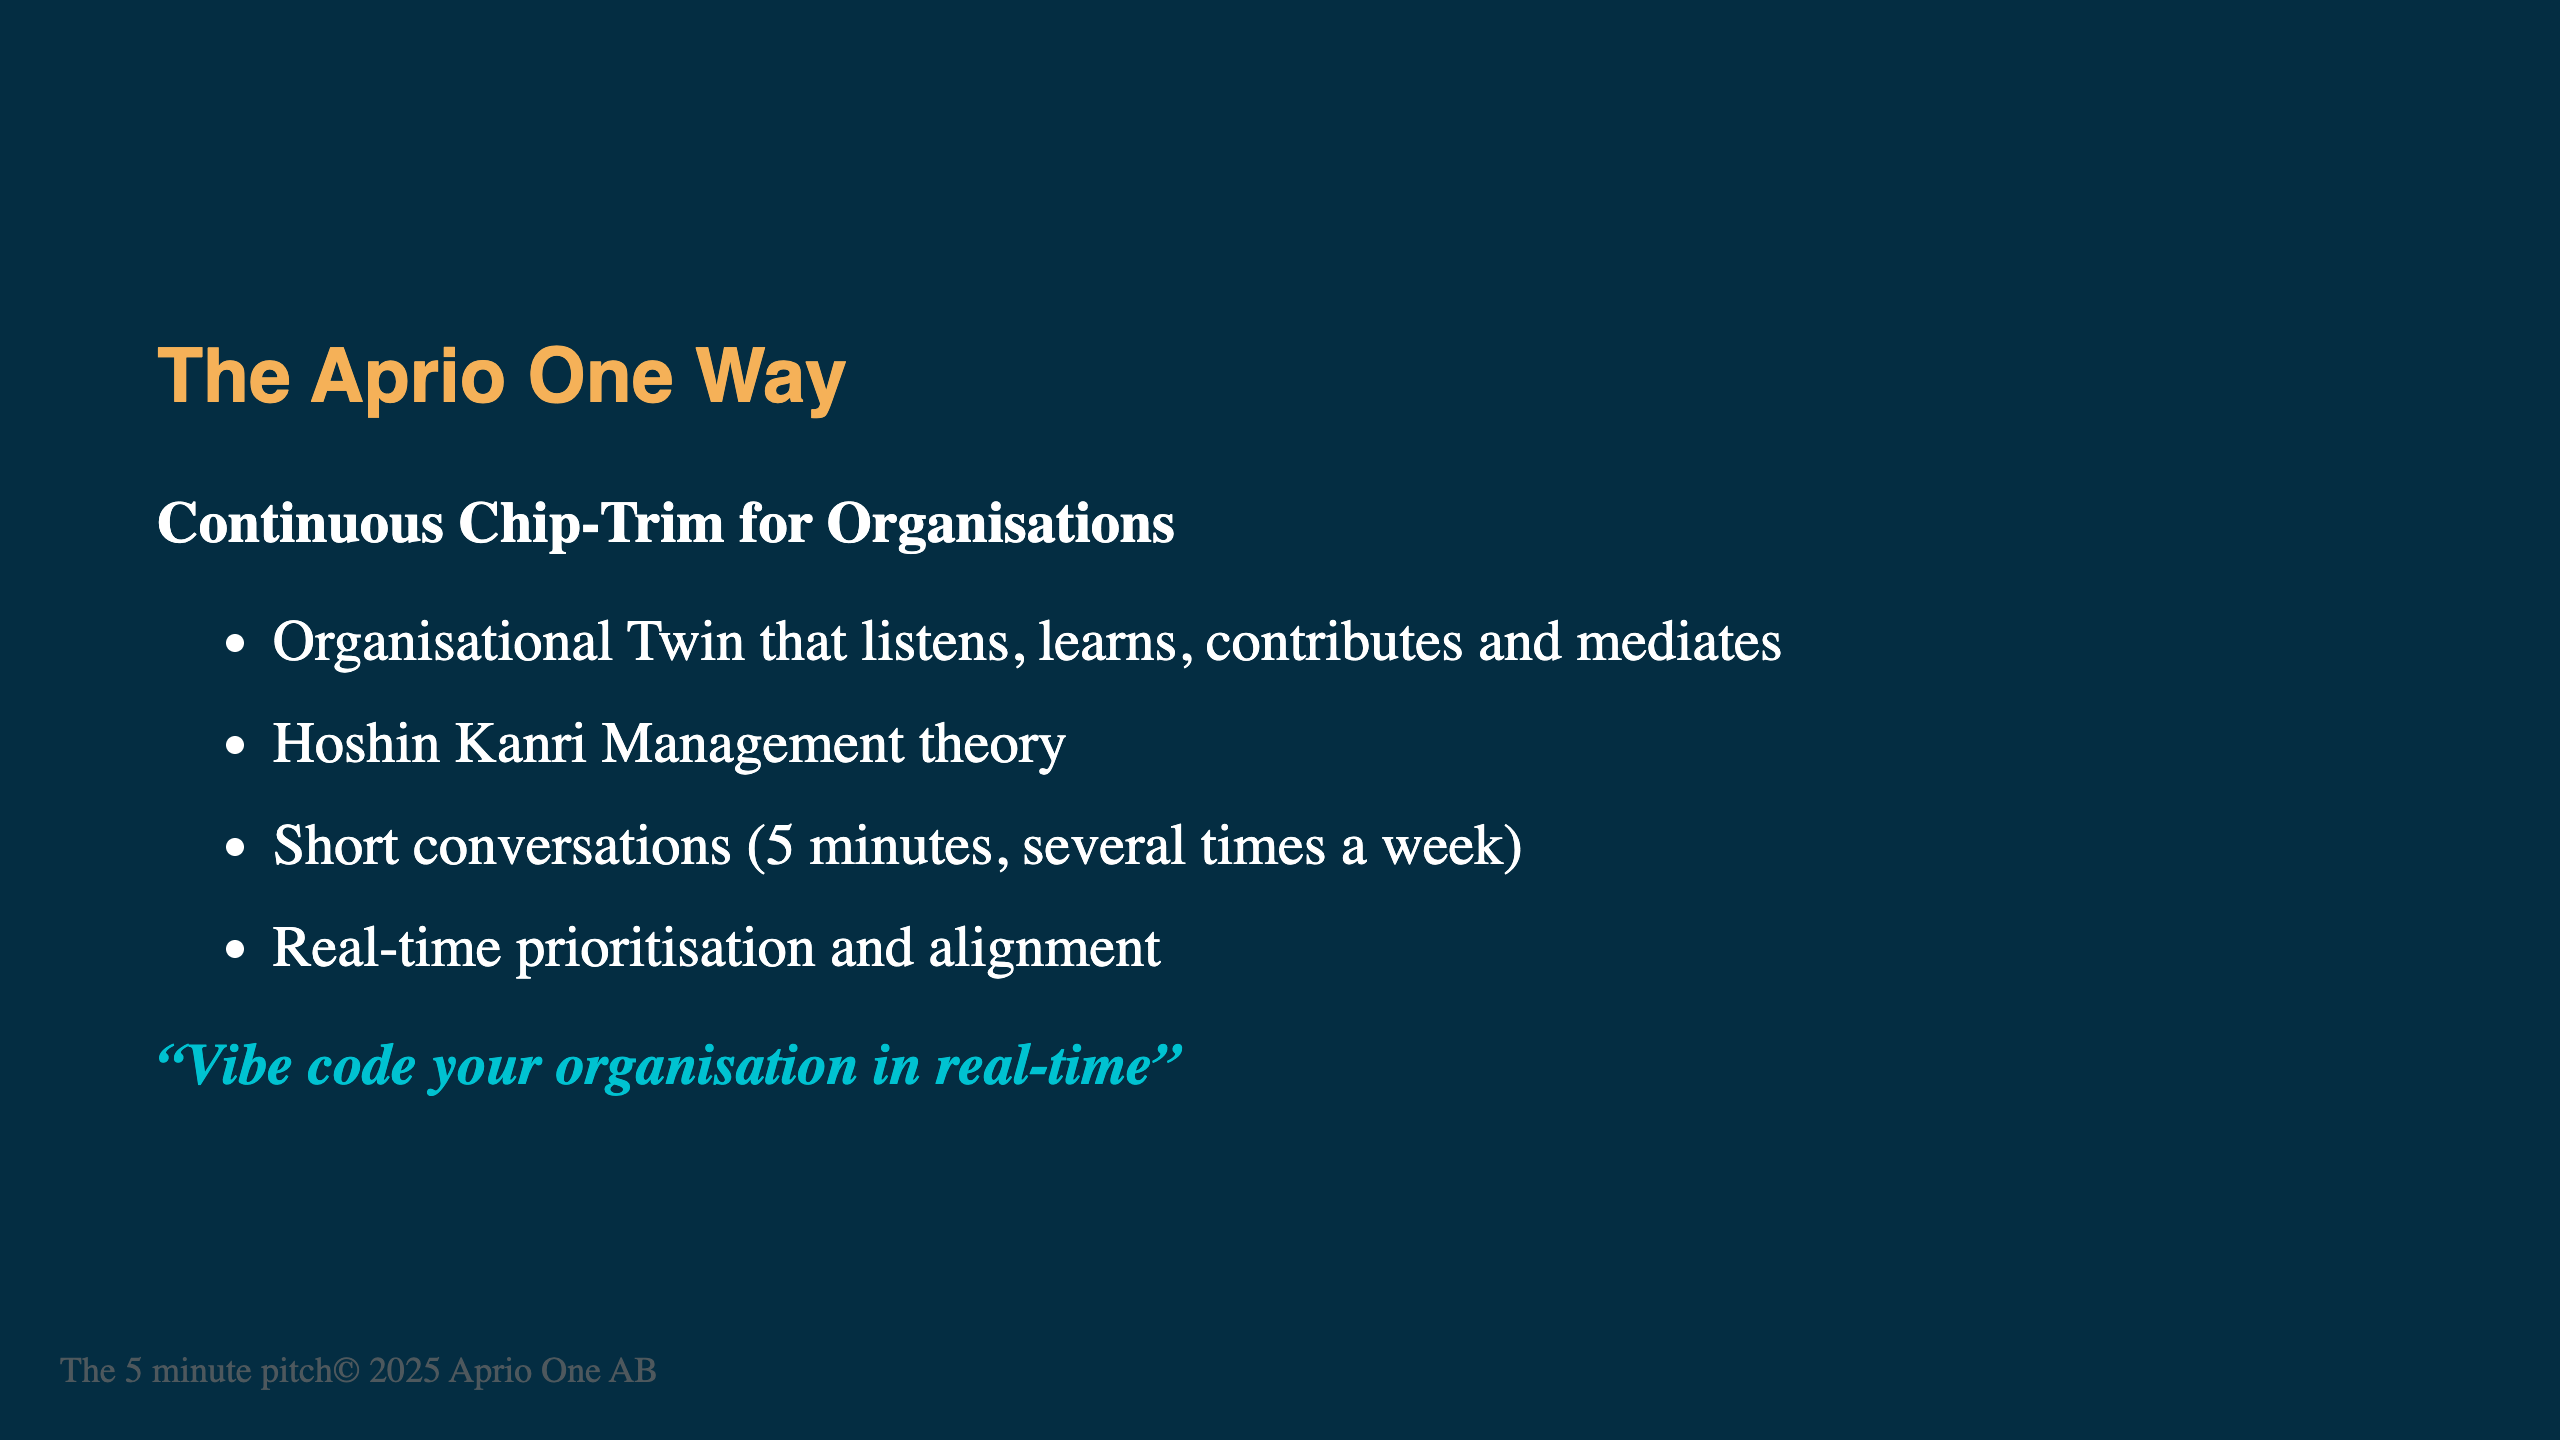 The Aprio One Way
Continuous Chip-Trim for Organisations
• Organisational Twin that listens, learns, contributes and mediates
• Hoshin Kanri Management theory
• Short conversations (5 minutes, several times a week)
• Real-time prioritisation and alignment
“Vibe code your organisation in real-time”
The 5 minute pitch© 2025 Aprio One AB